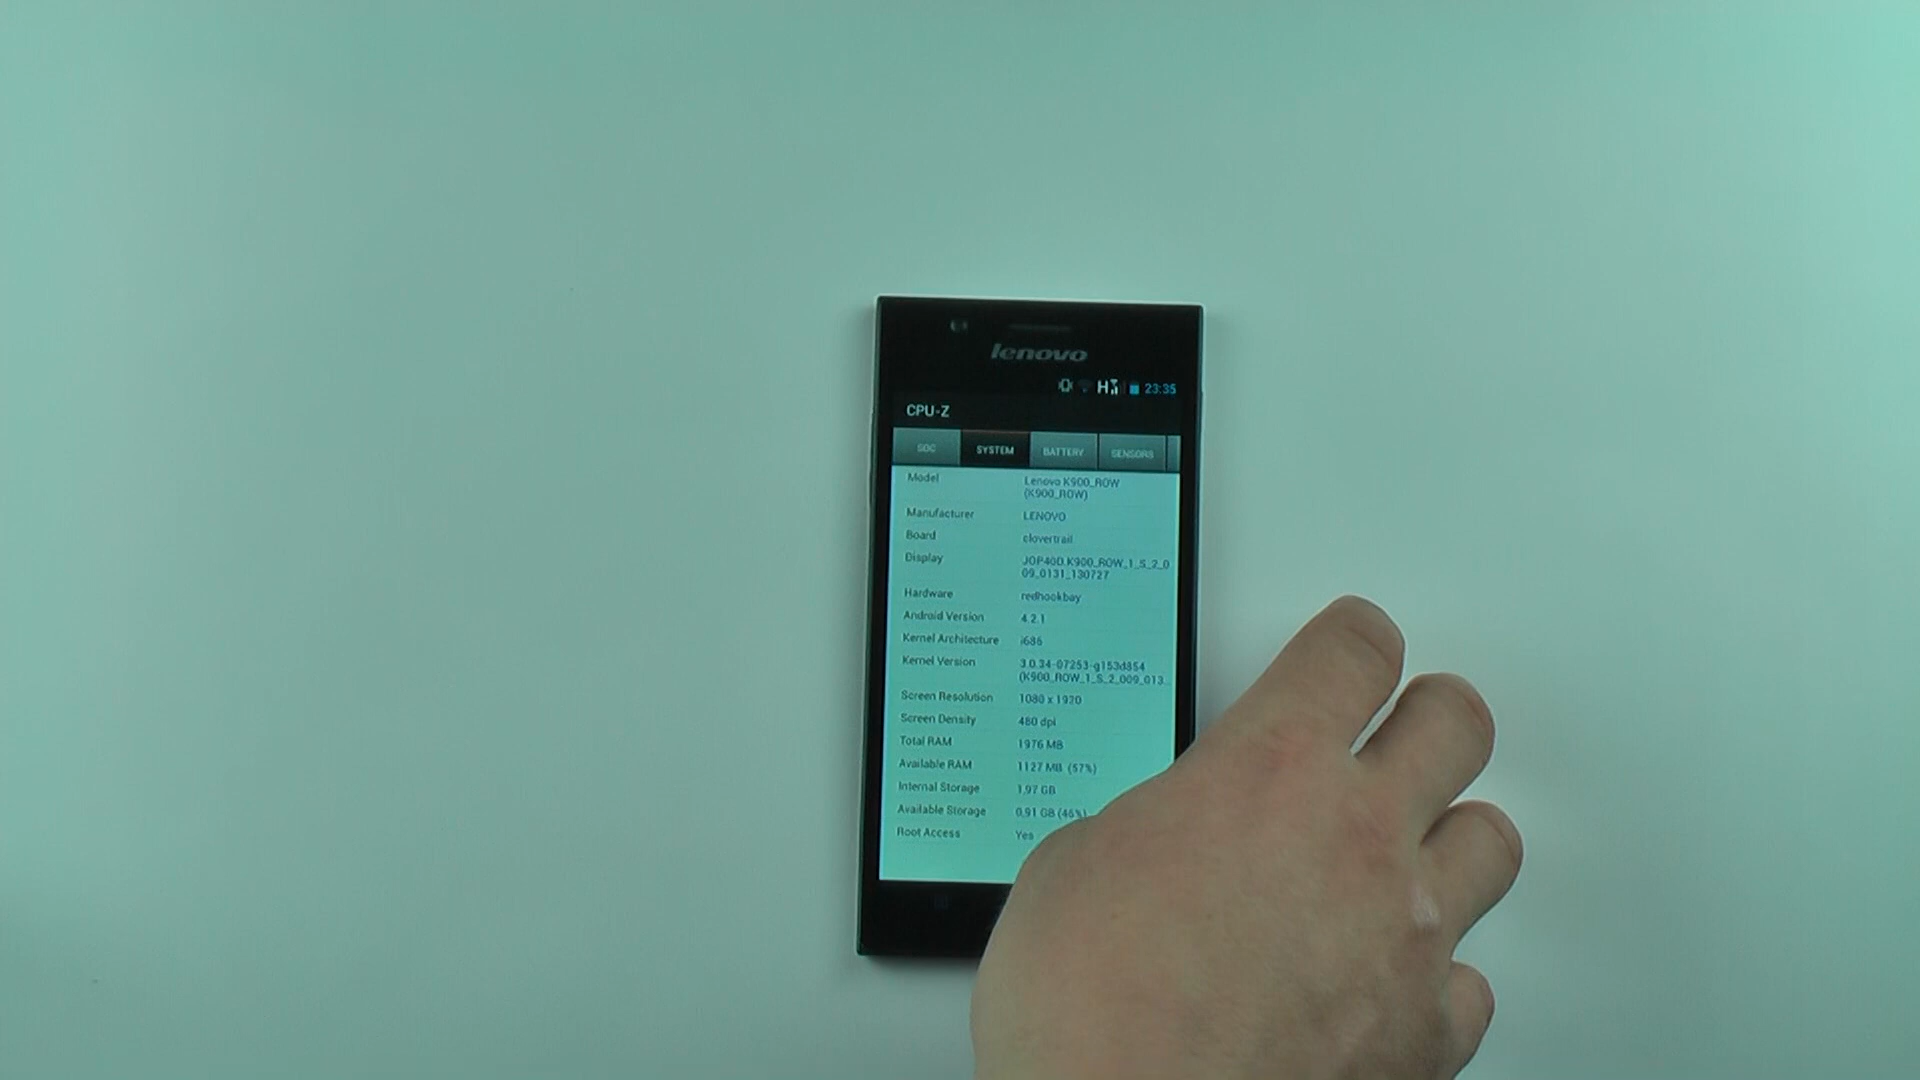 lenovo
H 23:35
CPU-Z
SOC SYSTEM BATTERY SENSORS
Model Lenovo K900_ROW
(K900_ROW)
Manufacturer LENOVO
Board clovertrail
Display JOP40D.K900_ROW_1_S_2_0
09_0131_130727
Hardware redhookbay
Android Version 4.2.1
Kernel Architecture i686
Kernel Version 3.0.34-07253-g153d854
(K900_ROW_1_S_2_009_013...
Screen Resolution 1080 x 1920
Screen Density 480 dpi
Total RAM 1976 MB
Available RAM 1127 MB (57%)
Internal Storage 1.97 GB
Available Storage 0.91 GB (46%)
Root Access Yes